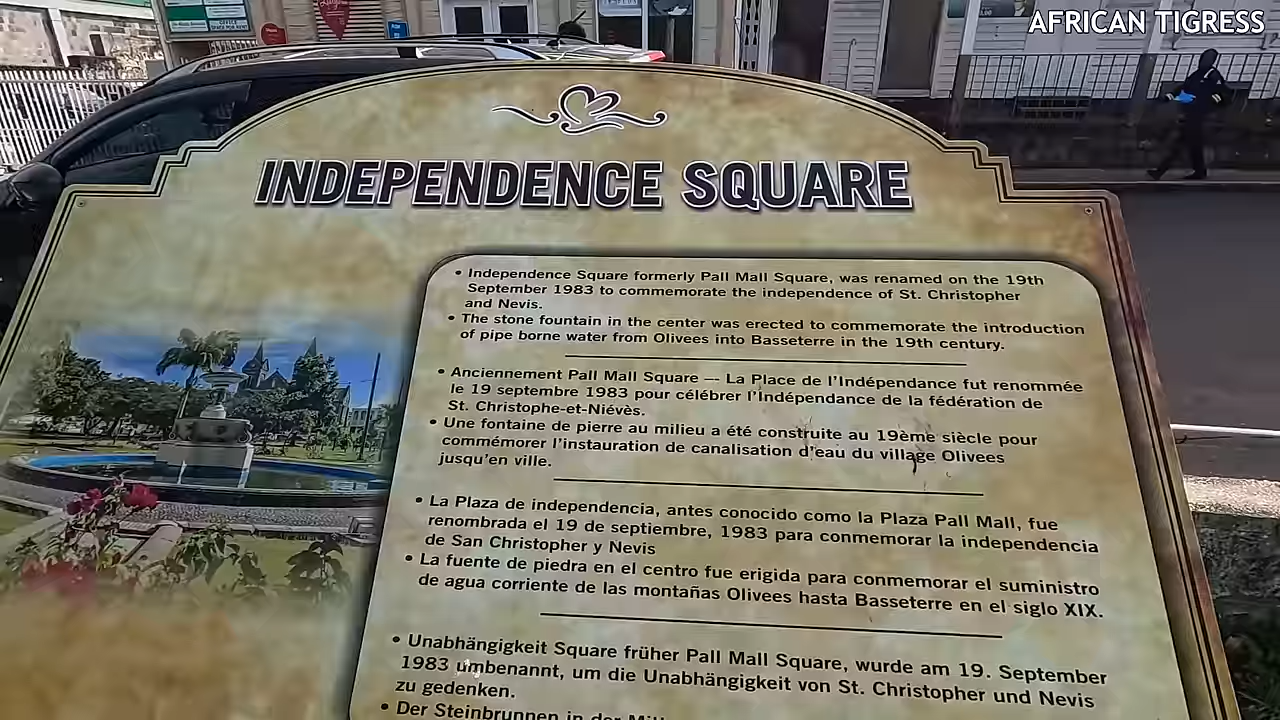 AFRICAN TIGRESS
INDEPENDENCE SQUARE
• Independence Square formerly Pall Mall Square, was renamed on the 19th
September 1983 to commemorate the independence of St. Christopher
and Nevis.
• The stone fountain in the center was erected to commemorate the introduction
of pipe borne water from Olivees into Basseterre in the 19th century.
• Anciennement Pall Mall Square — La Place de l'Indépendance fut renommée
le 19 septembre 1983 pour célébrer l'Indépendance de la fédération de
St. Christophe-et-Niévès.
• Une fontaine de pierre au milieu a été construite au 19ème siècle pour
commémorer l'instauration de canalisation d'eau du village Olivees
jusqu'en ville.
• La Plaza de independencia, antes conocido como la Plaza Pall Mall, fue
renombrada el 19 de septiembre, 1983 para conmemorar la independencia
de San Christopher y Nevis
• La fuente de piedra en el centro fue erigida para conmemorar el suministro
de agua corriente de las montañas Olivees hasta Basseterre en el siglo XIX.
• Unabhängigkeit Square früher Pall Mall Square, wurde am 19. September
1983 umbenannt, um die Unabhängigkeit von St. Christopher und Nevis
zu gedenken.
• Der Steinbrunnen in der